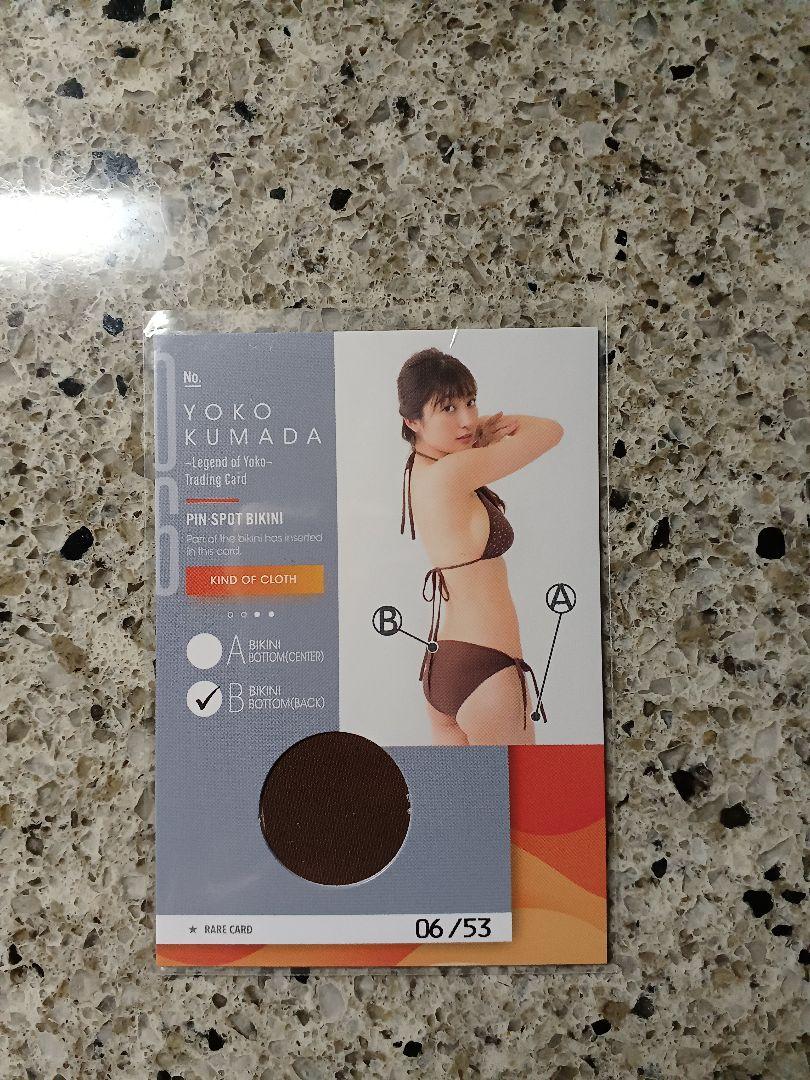 No.
06
YOKO
KUMADA
~Legend of Yoko~
Trading Card
PIN-SPOT BIKINI
Part of the bikini has inserted
in this card.
KIND OF CLOTH
A BIKINI
BOTTOM(CENTER)
B BIKINI
BOTTOM(BACK)
B
A
★ RARE CARD
06/53